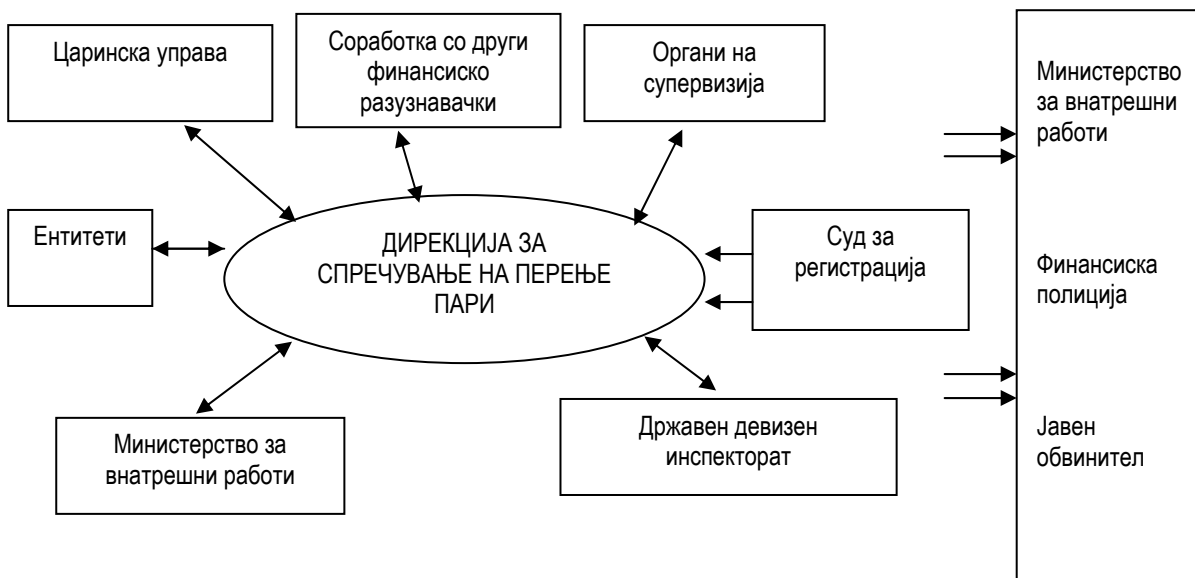 Царинска управа
Соработка со други
финансиско
разузнавачки
Органи на
супервизија
Министерство
за внатрешни
работи
Ентитети
ДИРЕКЦИЈА ЗА
СПРЕЧУВАЊЕ НА ПЕРЕЊЕ
ПАРИ
Суд за
регистрација
Финансиска
полиција
Министерство за
внатрешни работи
Државен девизен
инспекторат
Јавен
обвинител